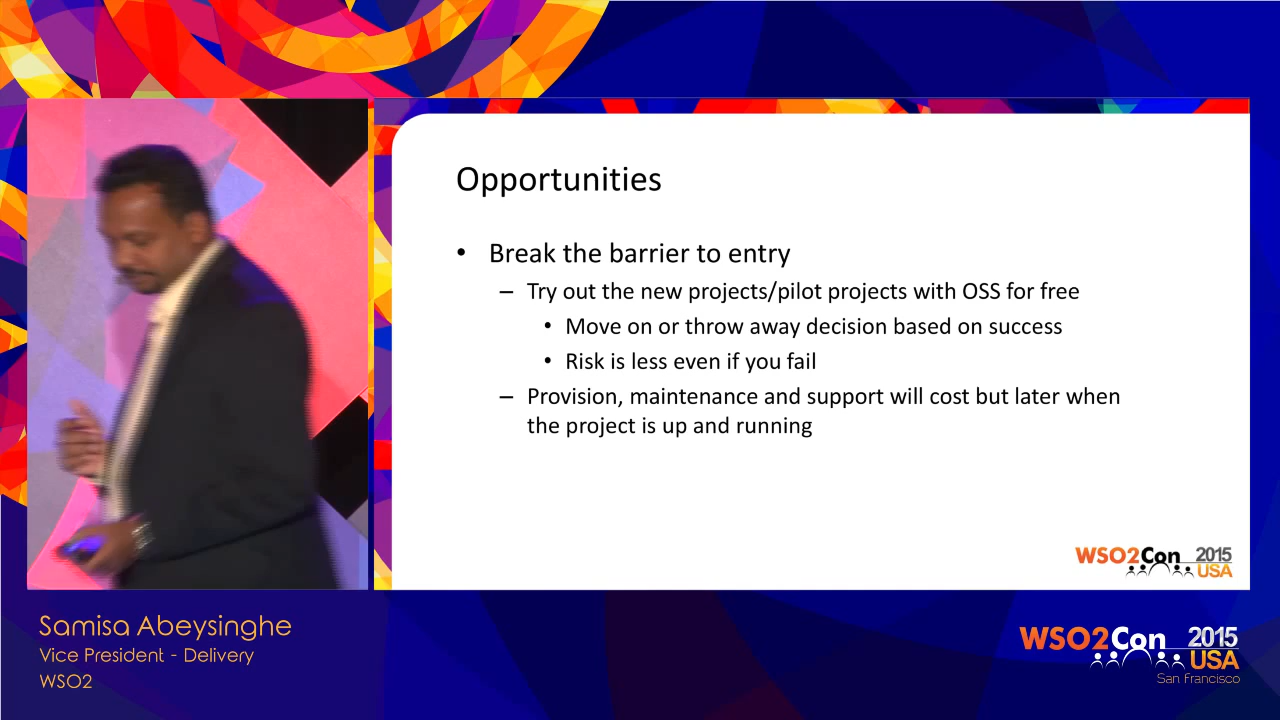 Opportunities
• Break the barrier to entry
– Try out the new projects/pilot projects with OSS for free
• Move on or throw away decision based on success
• Risk is less even if you fail
– Provision, maintenance and support will cost but later when
the project is up and running
WSO2Con 2015
USA
Samisa Abeysinghe
Vice President - Delivery
WSO2
WSO2Con 2015
USA
San Francisco